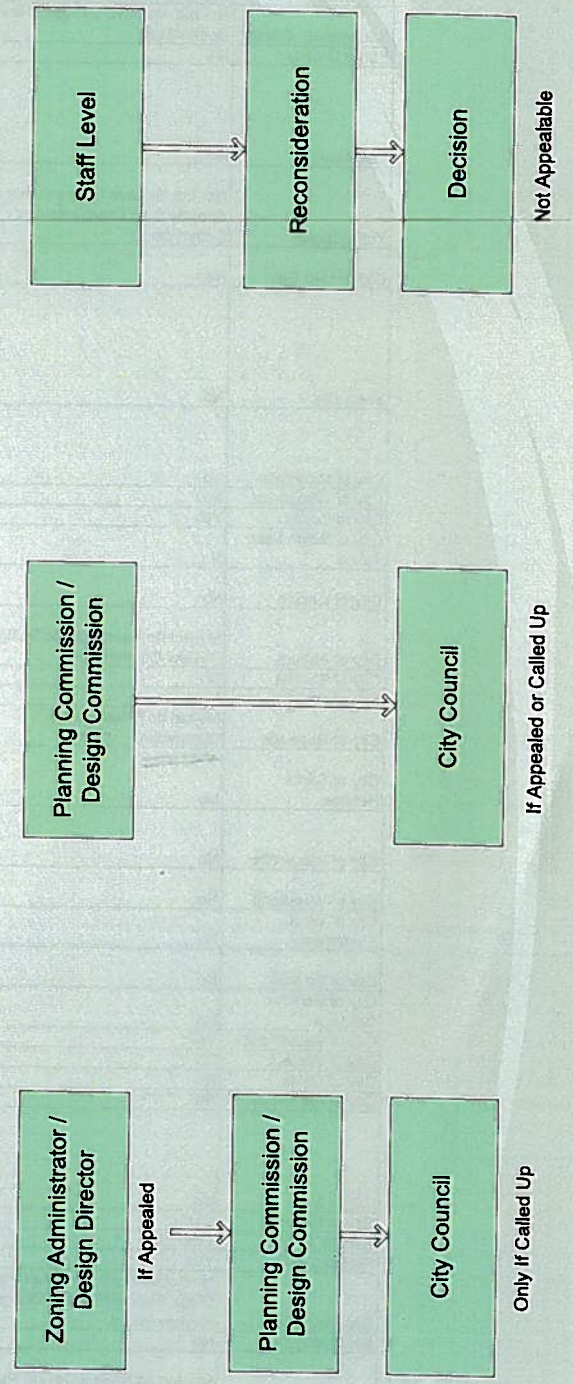 Zoning Administrator /
Design Director
If Appealed
Planning Commission /
Design Commission
City Council
Only If Called Up
Planning Commission /
Design Commission
City Council
If Appealed or Called Up
Staff Level
Reconsideration
Decision
Not Appealable